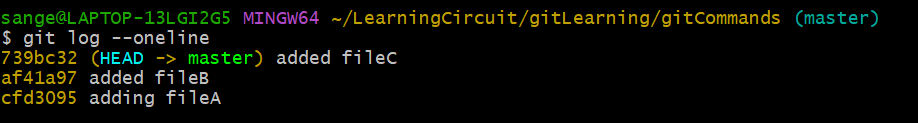 sange@LAPTOP-13LGI2G5 MINGW64 ~/LearningCircuit/gitLearning/gitCommands (master)
$ git log --oneline
739bc32 (HEAD -> master) added fileC
af41a97 added fileB
cfd3095 adding fileA